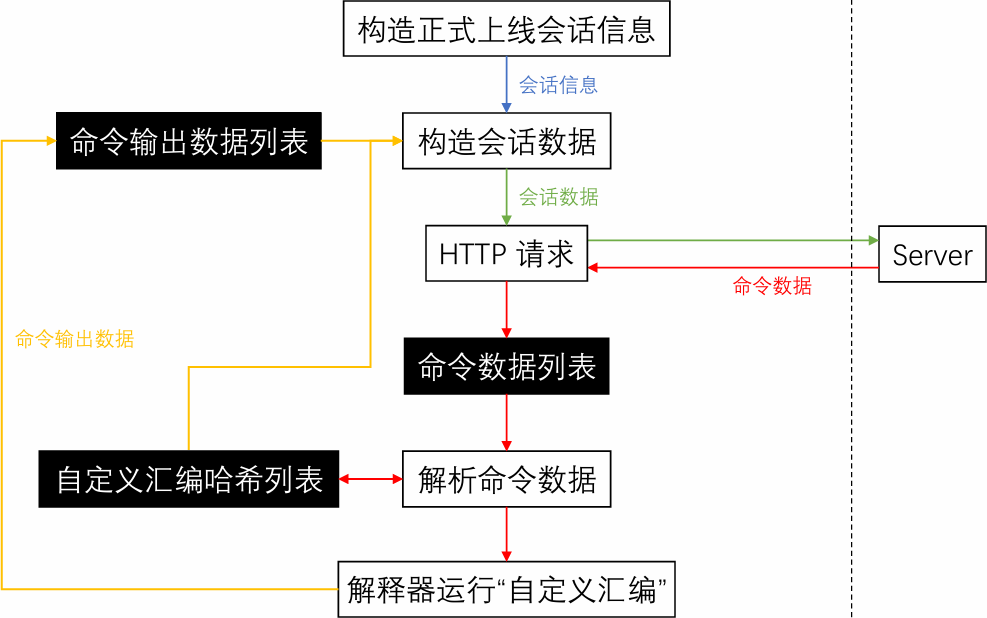 构造正式上线会话信息
会话信息
命令输出数据列表
构造会话数据
会话数据
HTTP 请求
Server
命令数据
命令输出数据
命令数据列表
自定义汇编哈希列表
解析命令数据
解释器运行“自定义汇编”